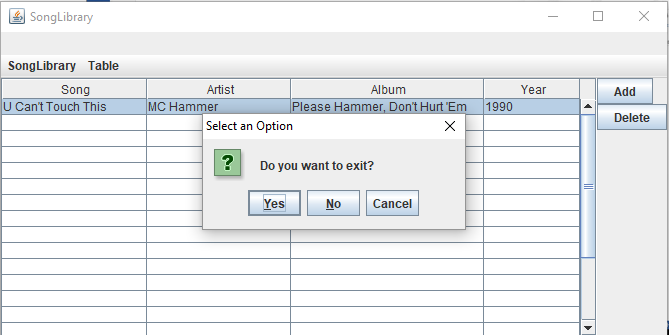 SongLibrary
SongLibrary Table
Song Artist Album Year
U Can't Touch This MC Hammer Please Hammer, Don't Hurt 'Em 1990
Add
Delete
Select an Option
?
Do you want to exit?
Yes No Cancel